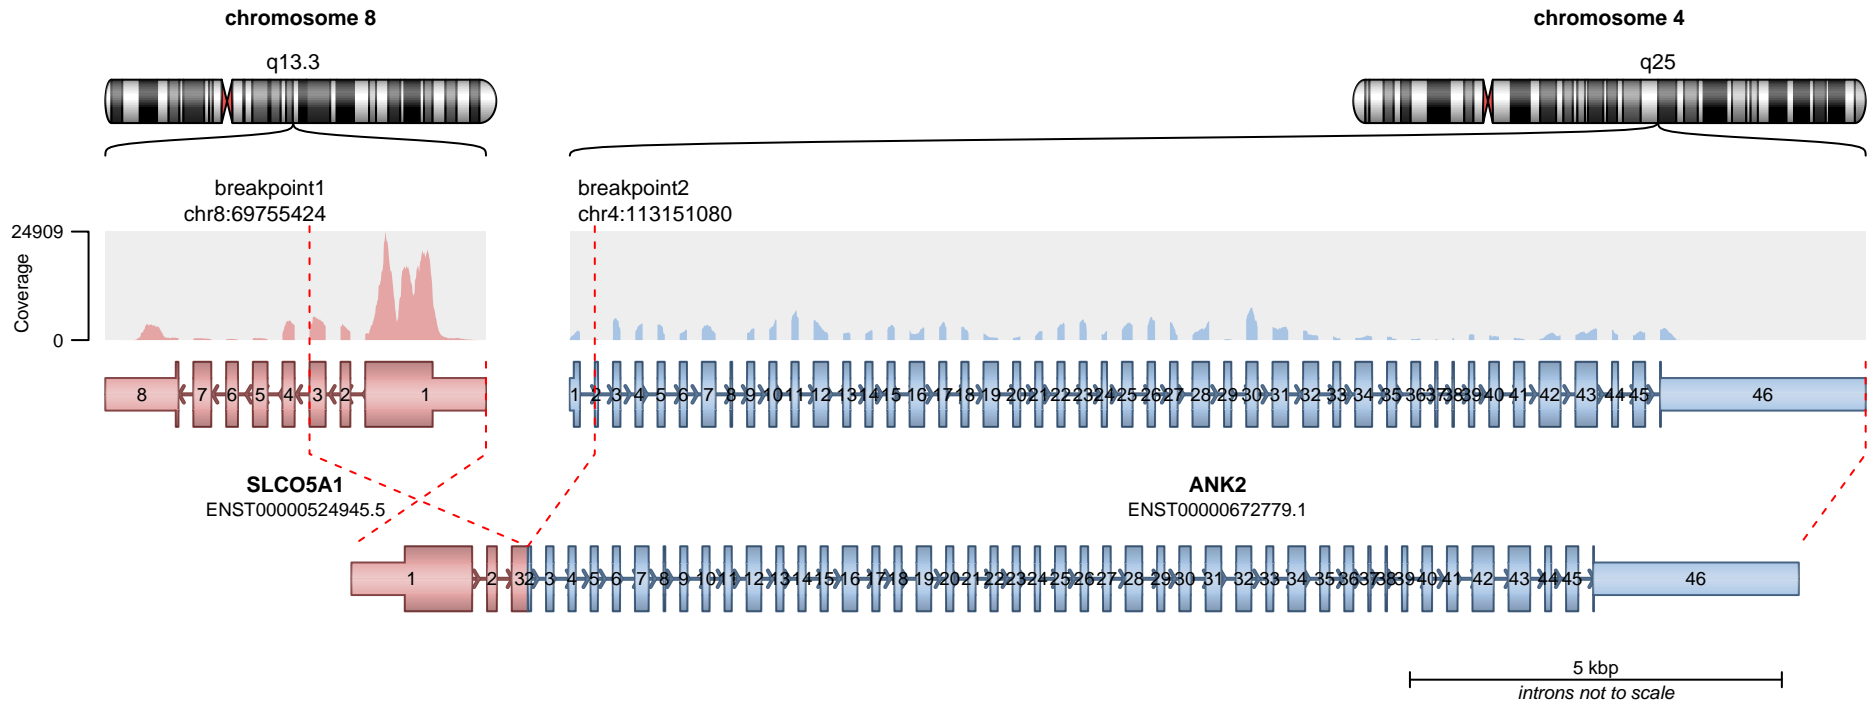 chromosome 8
chromosome 4
q13.3
q25
breakpoint1
chr8:69755424
breakpoint2
chr4:113151080
24909
Coverage
0
8 7 6 5 4 3 2 1
1 2 3 4 5 6 7 8 9 10 11 12 13 14 15 16 17 18 19 20 21 22 23 24 25 26 27 28 29 30 31 32 33 34 35 36 37 38 39 40 41 42 43 44 45 46
SLCO5A1
ENST00000524945.5
ANK2
ENST00000672779.1
1 2 3 2 3 4 5 6 7 8 9 10 11 12 13 14 15 16 17 18 19 20 21 22 23 24 25 26 27 28 29 30 31 32 33 34 35 36 37 38 39 40 41 42 43 44 45 46
5 kbp
introns not to scale